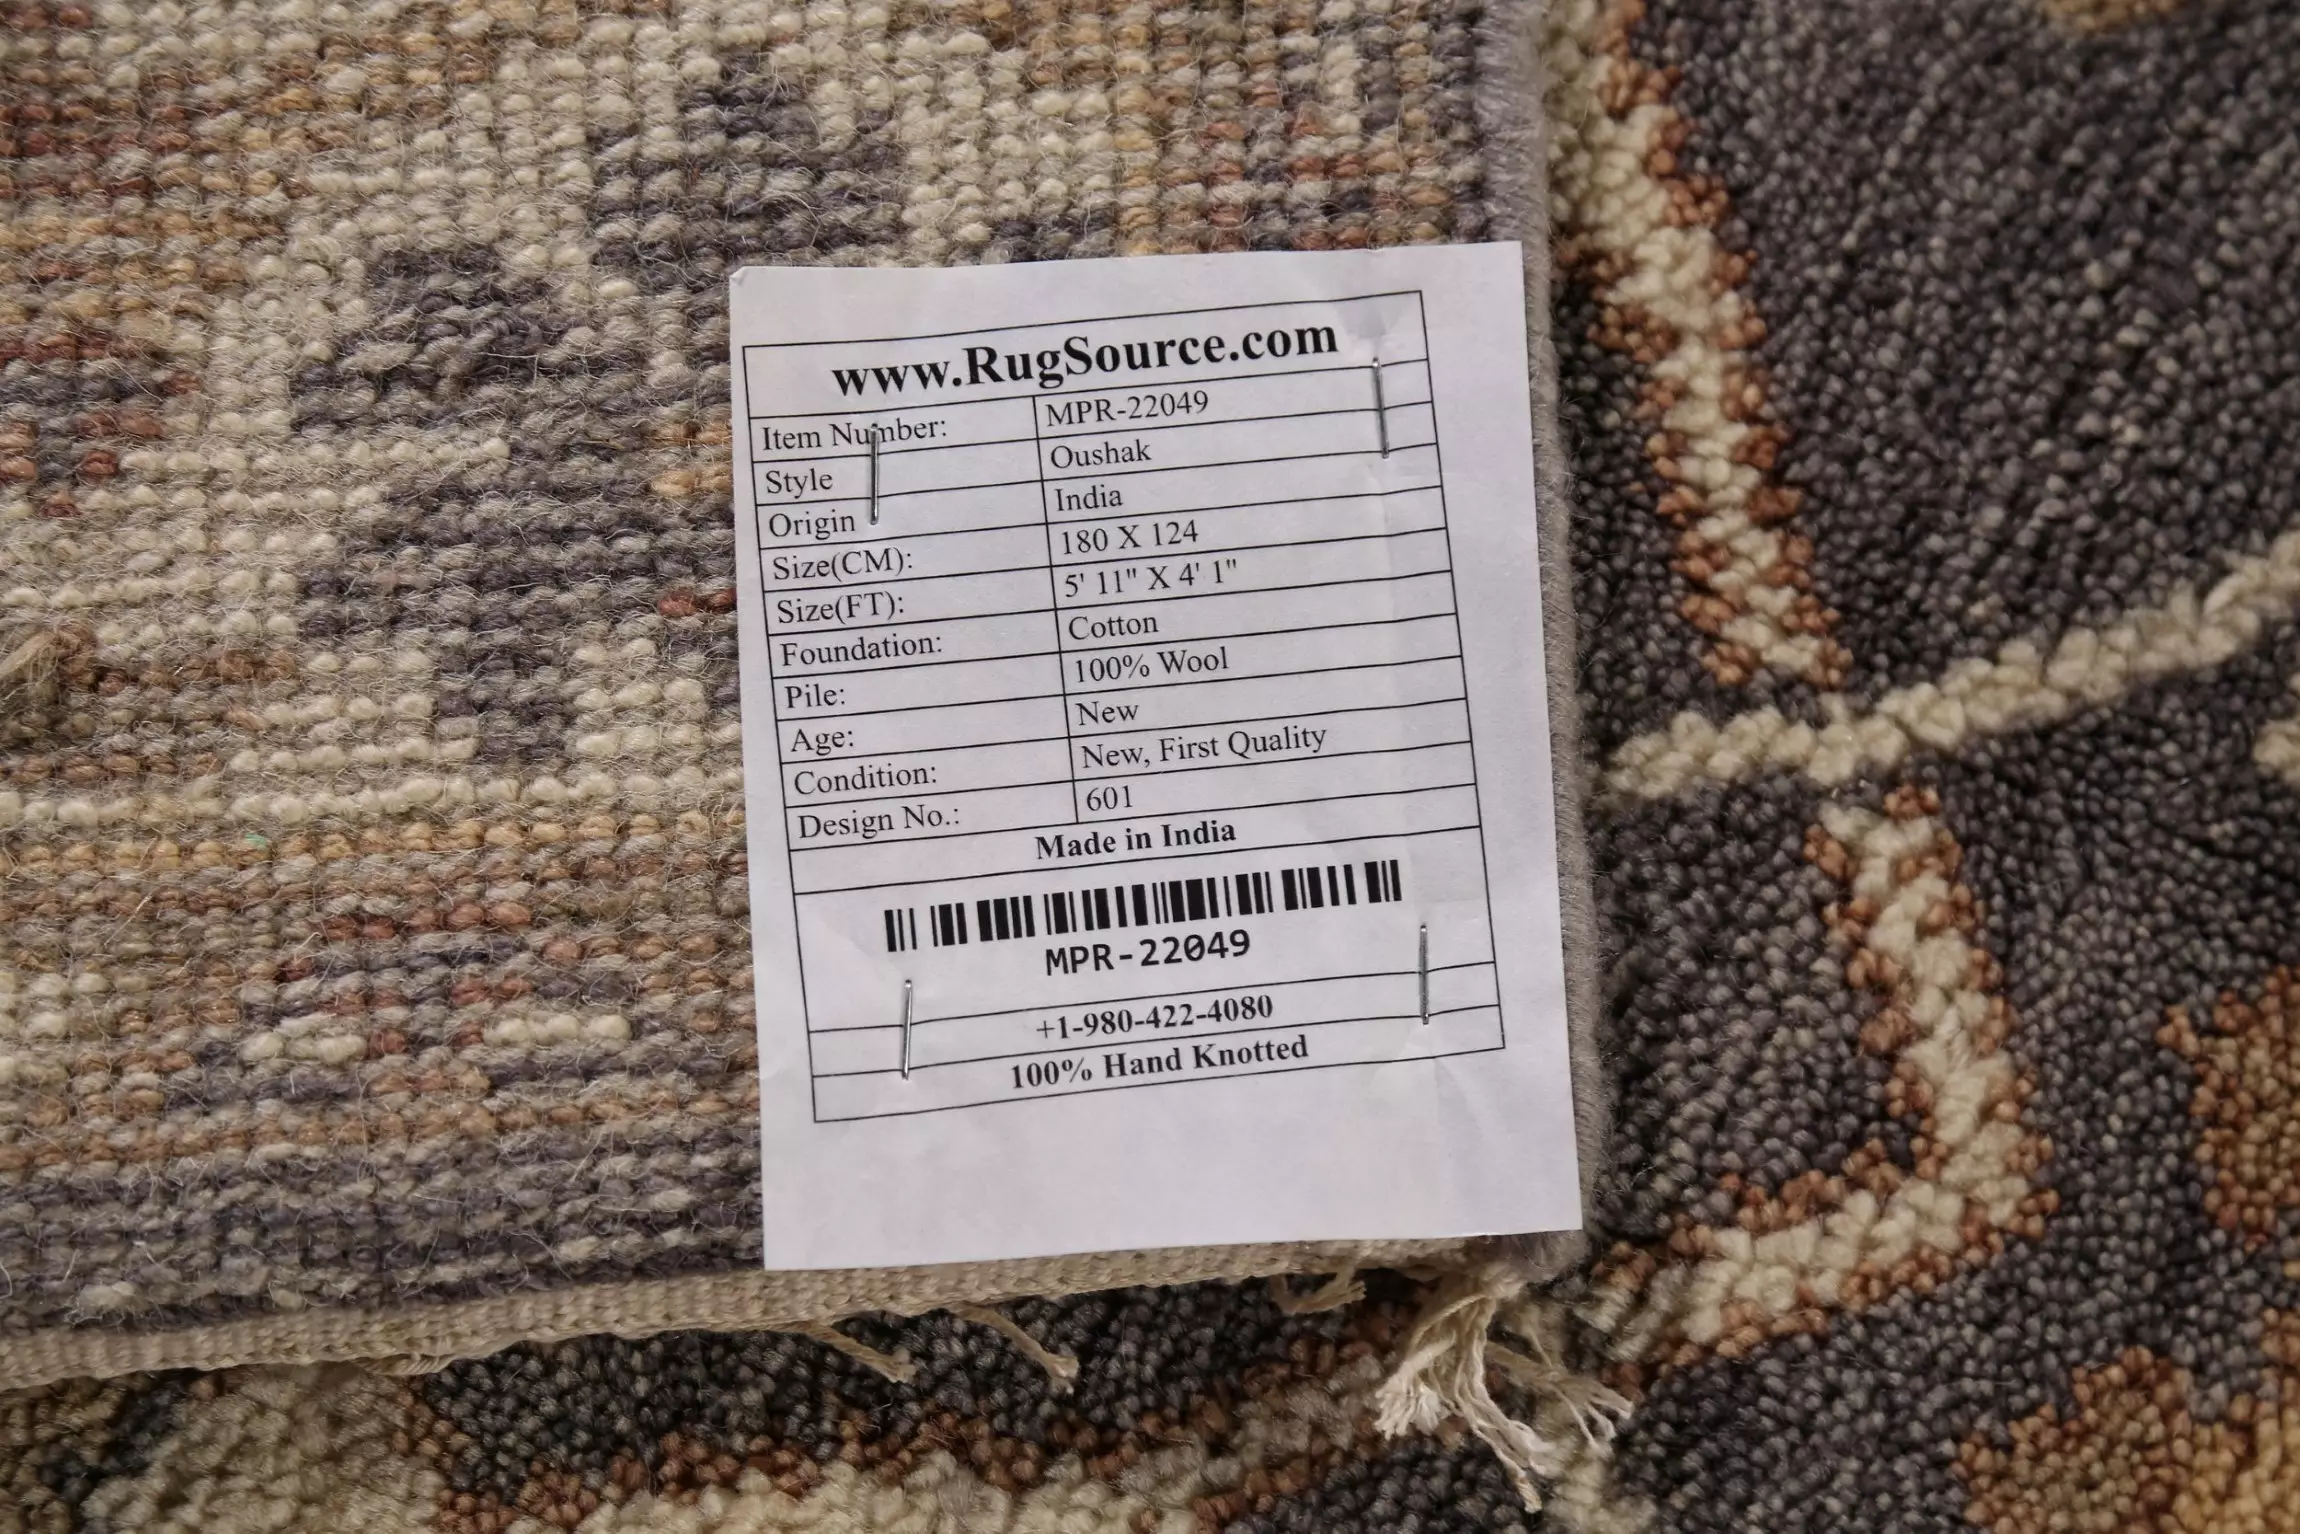 www.RugSource.com
Item Number: MPR-22049
Style Oushak
Origin India
Size(CM): 180 X 124
Size(FT): 5' 11" X 4' 1"
Foundation: Cotton
Pile: 100% Wool
Age: New
Condition: New, First Quality
Design No.: 601
Made in India
MPR-22049
+1-980-422-4080
100% Hand Knotted